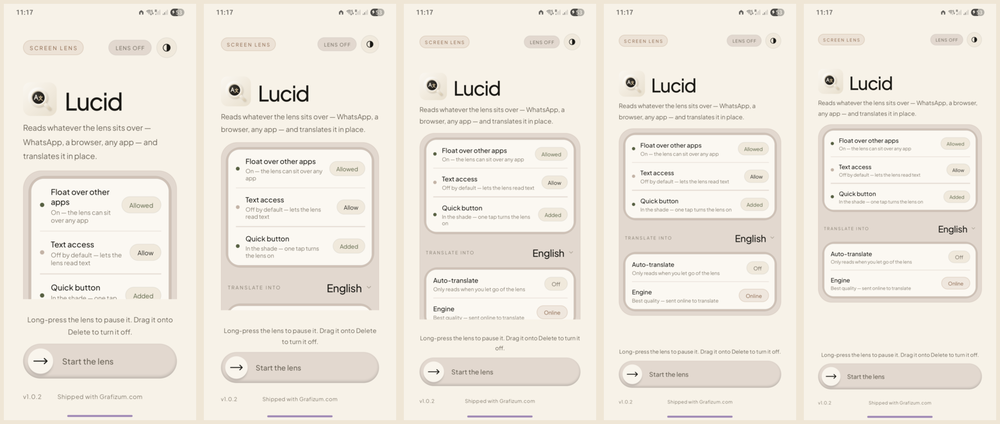 11:17
SCREEN LENS
LENS OFF
Lucid
Reads whatever the lens sits over —
WhatsApp, a browser, any app — and
translates it in place.
Float over other
apps
On — the lens can sit
over any app
Allowed
Text access
Off by default — lets the
lens read text
Allow
Quick button
In the shade — one tap
Added
Long-press the lens to pause it. Drag it onto
Delete to turn it off.
Start the lens
v1.0.2
Shipped with Grafizum.com
11:17
SCREEN LENS
LENS OFF
Lucid
Reads whatever the lens sits over — WhatsApp, a
browser, any app — and translates it in place.
Float over other apps
On — the lens can sit over any
app
Allowed
Text access
Off by default — lets the lens
read text
Allow
Quick button
In the shade — one tap turns
the lens on
Added
TRANSLATE INTO
English
Long-press the lens to pause it. Drag it onto Delete
to turn it off.
Start the lens
v1.0.2
Shipped with Grafizum.com
11:17
SCREEN LENS
LENS OFF
Lucid
Reads whatever the lens sits over — WhatsApp, a
browser, any app — and translates it in place.
Float over other apps
On — the lens can sit over any app
Allowed
Text access
Off by default — lets the lens read text
Allow
Quick button
In the shade — one tap turns the lens
on
Added
TRANSLATE INTO
English
Auto-translate
Only reads when you let go of the lens
Off
Engine
Best quality — sent online to translate
Online
Long-press the lens to pause it. Drag it onto Delete to turn it
off.
Start the lens
v1.0.2
Shipped with Grafizum.com
11:17
SCREEN LENS
LENS OFF
Lucid
Reads whatever the lens sits over — WhatsApp, a
browser, any app — and translates it in place.
Float over other apps
On — the lens can sit over any app
Allowed
Text access
Off by default — lets the lens read text
Allow
Quick button
In the shade — one tap turns the lens on
Added
TRANSLATE INTO
English
Auto-translate
Only reads when you let go of the lens
Off
Engine
Best quality — sent online to translate
Online
Long-press the lens to pause it. Drag it onto Delete to turn it off.
Start the lens
v1.0.2
Shipped with Grafizum.com
11:17
SCREEN LENS
LENS OFF
Lucid
Reads whatever the lens sits over — WhatsApp, a browser,
any app — and translates it in place.
Float over other apps
On — the lens can sit over any app
Allowed
Text access
Off by default — lets the lens read text
Allow
Quick button
In the shade — one tap turns the lens on
Added
TRANSLATE INTO
English
Auto-translate
Only reads when you let go of the lens
Off
Engine
Best quality — sent online to translate
Online
Long-press the lens to pause it. Drag it onto Delete to turn it off.
Start the lens
v1.0.2
Shipped with Grafizum.com